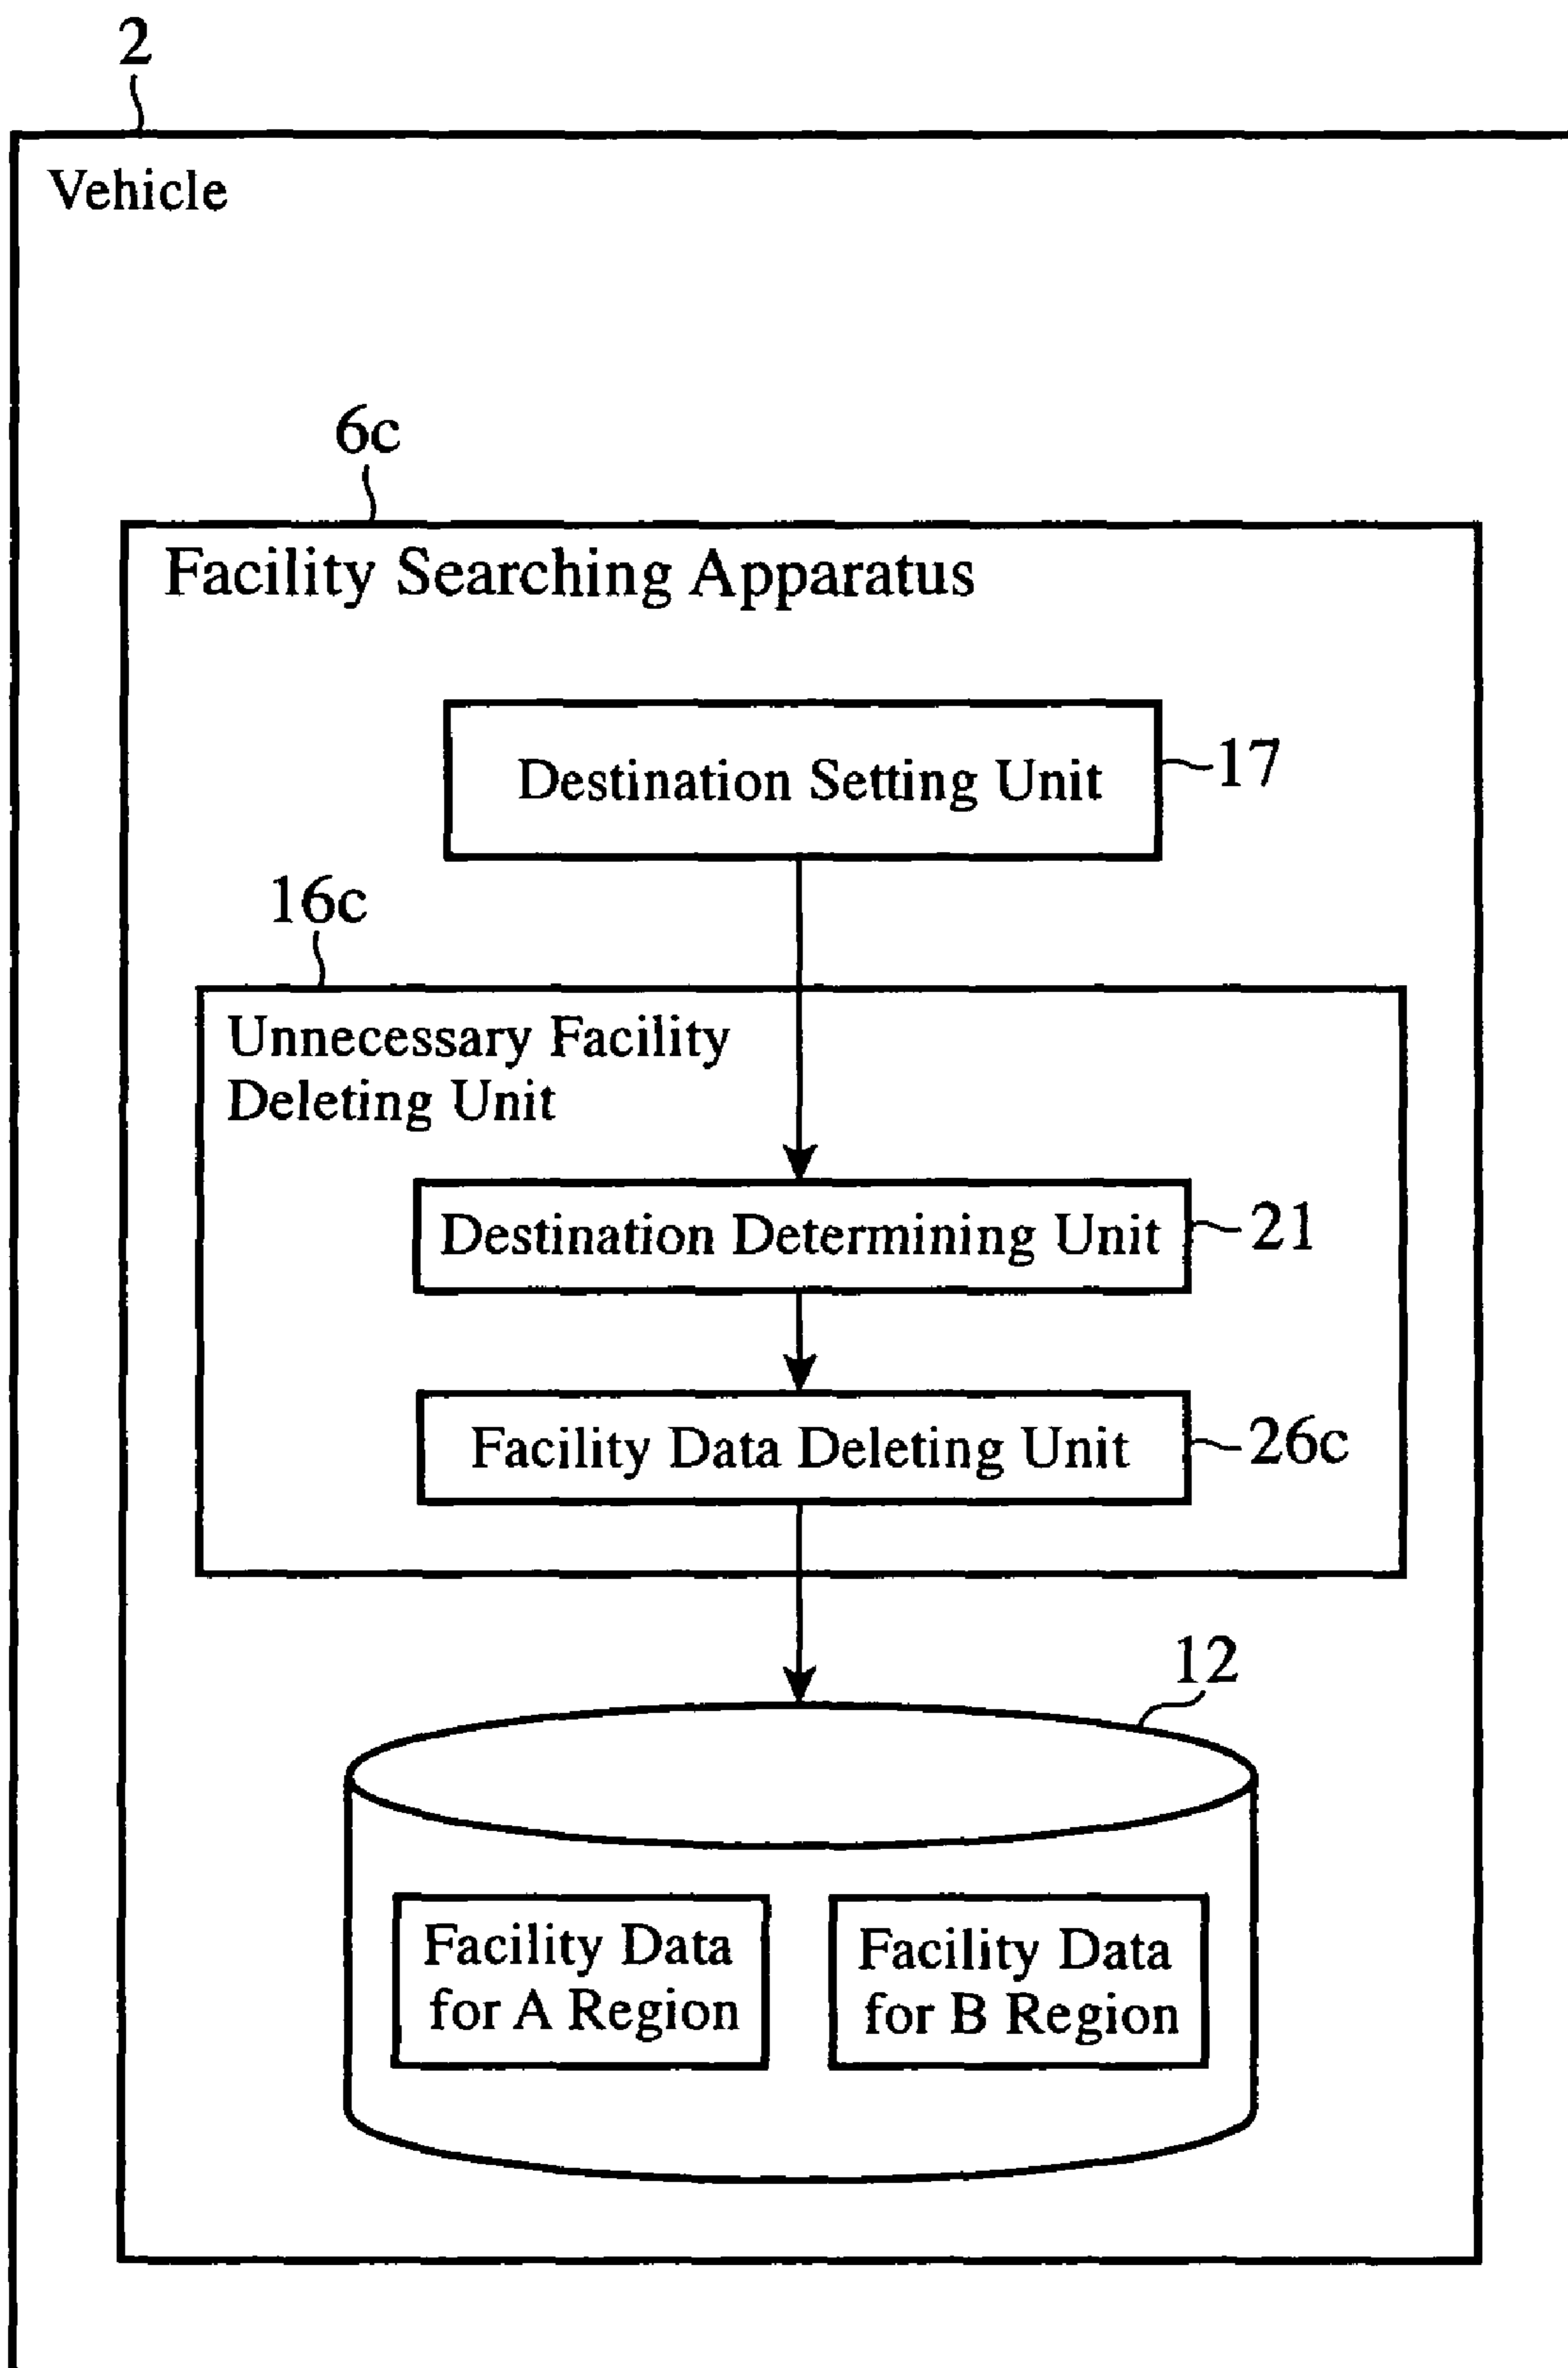 2
Vehicle
6c
Facility Searching Apparatus
Destination Setting Unit
17
16c
Unnecessary Facility
Deleting Unit
Destination Determining Unit
21
Facility Data Deleting Unit
26c
12
Facility Data
for A Region
Facility Data
for B Region